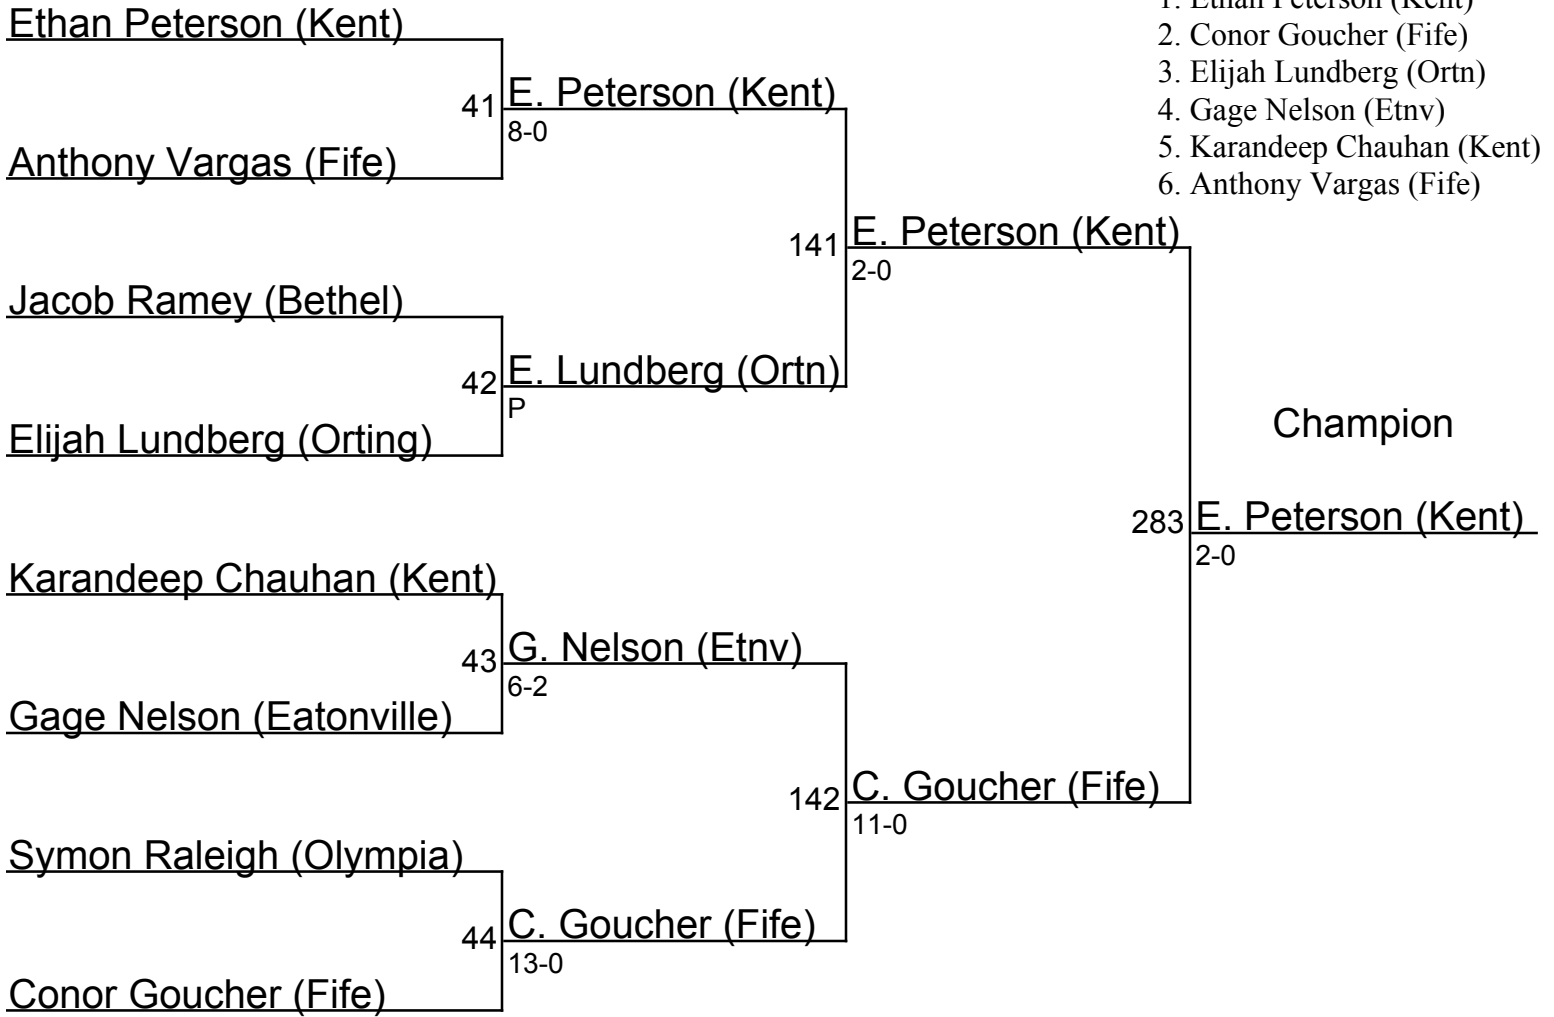 1. Ethan Peterson (Kent)
2. Conor Goucher (Fife)
3. Elijah Lundberg (Ortn)
4. Gage Nelson (Etnv)
5. Karandeep Chauhan (Kent)
6. Anthony Vargas (Fife)
Ethan Peterson (Kent)
41 E. Peterson (Kent)
8-0
Anthony Vargas (Fife)
141 E. Peterson (Kent)
2-0
Jacob Ramey (Bethel)
42 E. Lundberg (Ortn)
P
Elijah Lundberg (Orting)
Champion
283 E. Peterson (Kent)
2-0
Karandeep Chauhan (Kent)
43 G. Nelson (Etnv)
6-2
Gage Nelson (Eatonville)
142 C. Goucher (Fife)
11-0
Symon Raleigh (Olympia)
44 C. Goucher (Fife)
13-0
Conor Goucher (Fife)